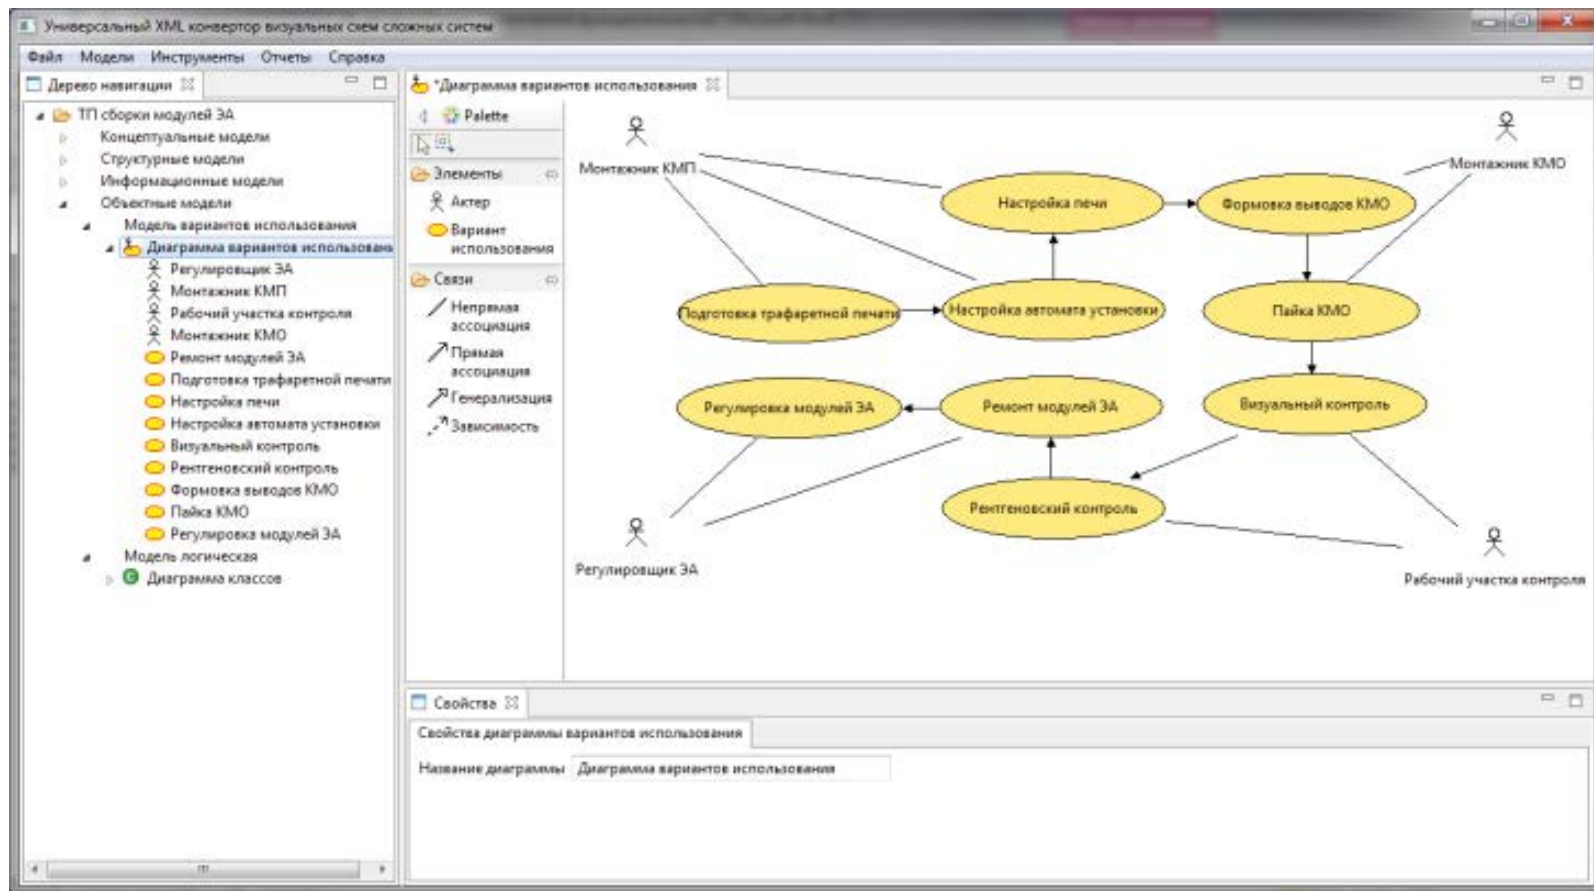 Универсальный XML конвертор визуальных схем сложных систем
Файл Модели Инструменты Отчеты Справка
Дерево навигации
ТП сборки модулей ЭА
Концептуальные модели
Структурные модели
Информационные модели
Объектные модели
Модель вариантов использования
Диаграмма вариантов использовань
Регулировщик ЭА
Монтажник КМП
Рабочий участка контроля
Монтажник КМО
Ремонт модулей ЭА
Подготовка трафаретной печати
Настройка печи
Настройка автомата установки
Визуальный контроль
Рентгеновский контроль
Формовка выводов КМО
Пайка КМО
Регулировка модулей ЭА
Модель логическая
Диаграмма классов
*Диаграмма вариантов использования
Palette
Элементы
Актер
Вариант
использования
Связи
Непрямая
ассоциация
Прямая
ассоциация
Генерализация
Зависимость
Монтажник КМП
Монтажник КМО
Настройка печи
Формовка выводов КМО
Подготовка трафаретной печати
Настройка автомата установки
Пайка КМО
Регулировка модулей ЭА
Ремонт модулей ЭА
Визуальный контроль
Рентгеновский контроль
Регулировщик ЭА
Рабочий участка контроля
Свойства
Свойства диаграммы вариантов использования
Название диаграммы Диаграмма вариантов использования